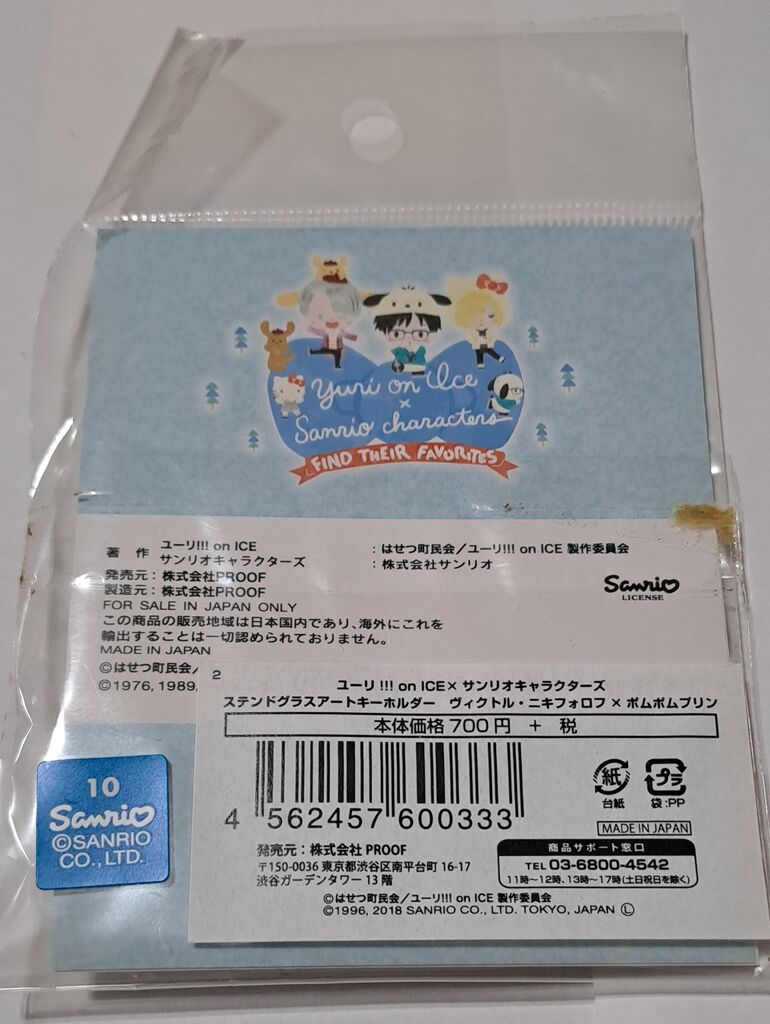 Yuri on Ice
×
Sanrio characters
FIND THEIR FAVORITES
著 作 ユーリ!!! on ICE : はせつ町民会/ユーリ!!! on ICE 製作委員会
サンリオキャラクターズ : 株式会社サンリオ
発売元 : 株式会社PROOF
製造元 : 株式会社PROOF
FOR SALE IN JAPAN ONLY
この商品の販売地域は日本国内であり、海外にこれを
輸出することは一切認められておりません。
MADE IN JAPAN
©はせつ町民会/
©1976, 1989,
Sanrio
LICENSE
2
ユーリ!!! on ICE× サンリオキャラクターズ
ステンドグラスアートキーホルダー ヴィクトル・ニキフォロフ × ポムポムプリン
本体価格 700 円 + 税
4 562457 600333
紙
台紙
プラ
袋:PP
MADE IN JAPAN
発売元:株式会社 PROOF
〒150-0036 東京都渋谷区南平台町 16-17
渋谷ガーデンタワー 13 階
商品サポート窓口
TEL 03-6800-4542
11時～12時、13時～17時(土日祝日を除く)
©はせつ町民会/ユーリ!!! on ICE 製作委員会
©1996, 2018 SANRIO CO., LTD. TOKYO, JAPAN Ⓛ
10
Sanrio
©SANRIO
CO., LTD.